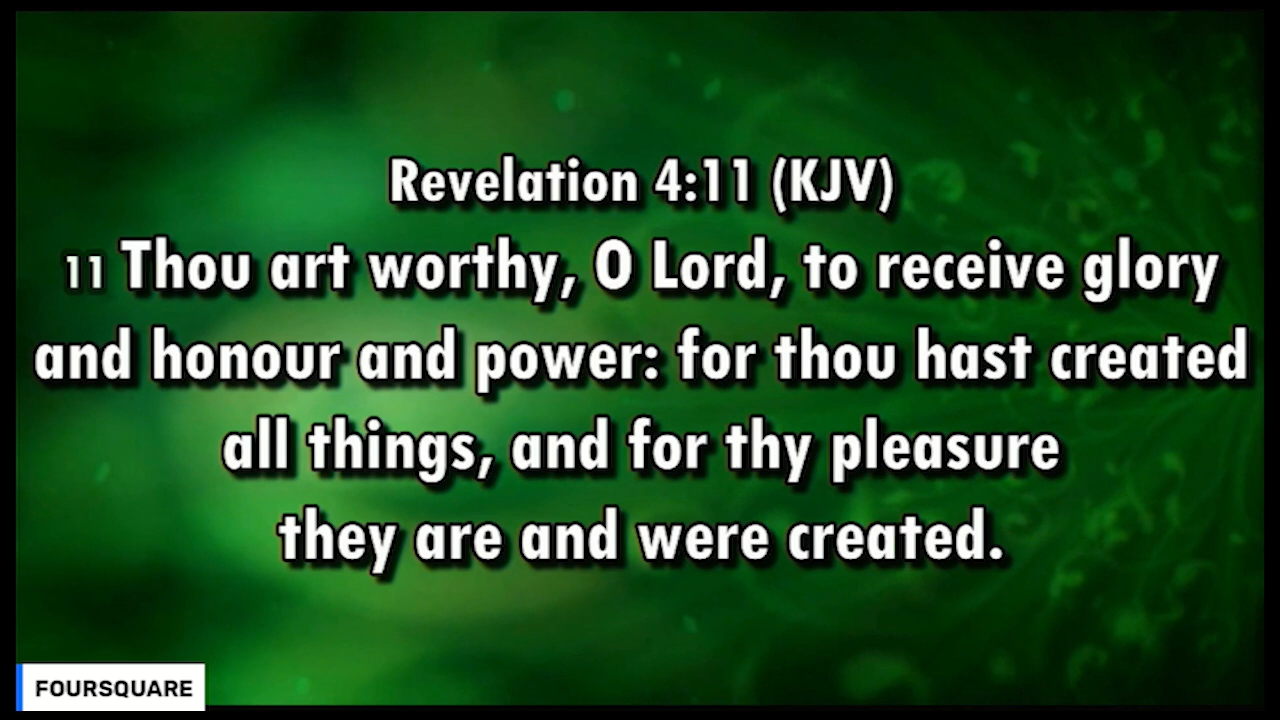 Revelation 4:11 (KJV)
11 Thou art worthy, O Lord, to receive glory
and honour and power: for thou hast created
all things, and for thy pleasure
they are and were created.
FOURSQUARE